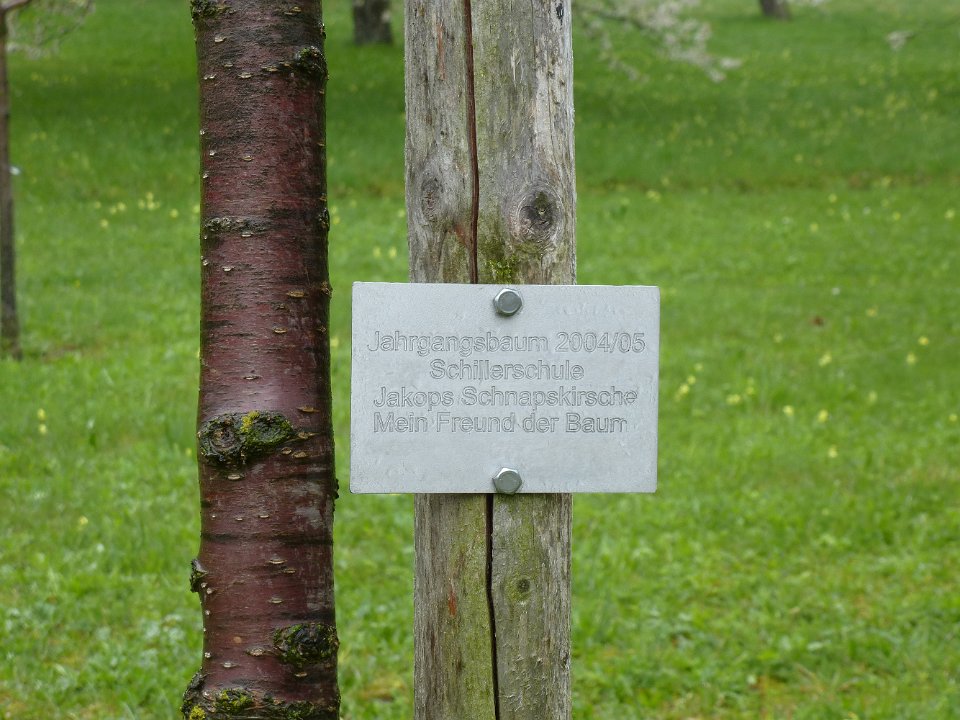 Jahrgangsbaum 2004/05
Schillerschule
Jakops Schnapskirsche
Mein Freund der Baum